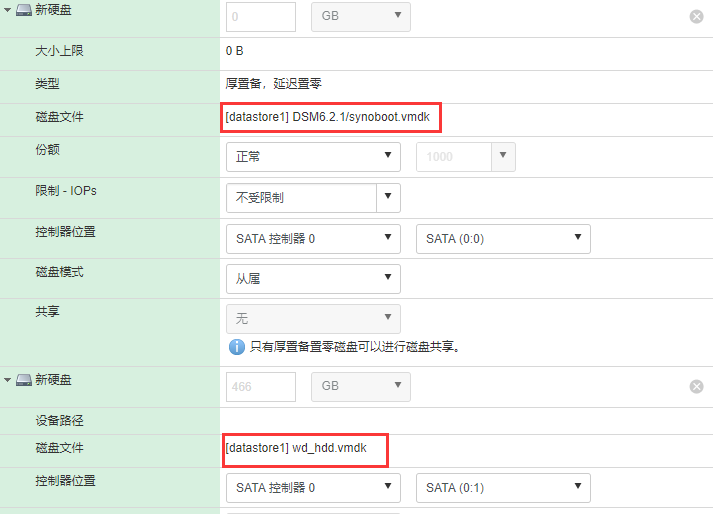 新硬盘 0 GB
大小上限 0 B
类型 厚置备，延迟置零
磁盘文件 [datastore1] DSM6.2.1/synoboot.vmdk
份额 正常 1000
限制 - IOPs 不受限制
控制器位置 SATA 控制器 0 SATA (0:0)
磁盘模式 从属
共享 无
只有厚置备置零磁盘可以进行磁盘共享。
新硬盘 466 GB
设备路径
磁盘文件 [datastore1] wd_hdd.vmdk
控制器位置 SATA 控制器 0 SATA (0:1)